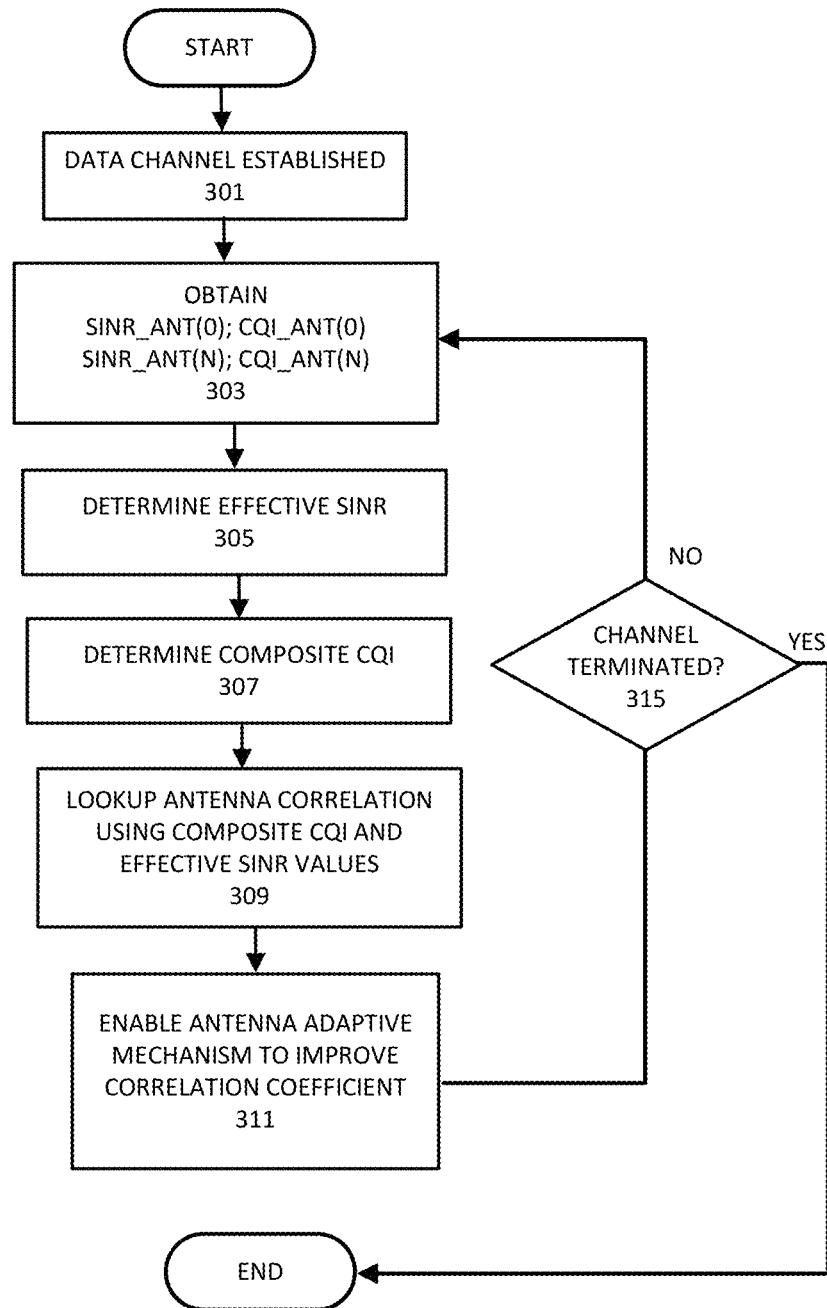 START
DATA CHANNEL ESTABLISHED
301
OBTAIN
SINR_ANT(0); CQI_ANT(0)
SINR_ANT(N); CQI_ANT(N)
303
DETERMINE EFFECTIVE SINR
305
DETERMINE COMPOSITE CQI
307
LOOKUP ANTENNA CORRELATION
USING COMPOSITE CQI AND
EFFECTIVE SINR VALUES
309
ENABLE ANTENNA ADAPTIVE
MECHANISM TO IMPROVE
CORRELATION COEFFICIENT
311
NO
CHANNEL
TERMINATED?
315
YES
END